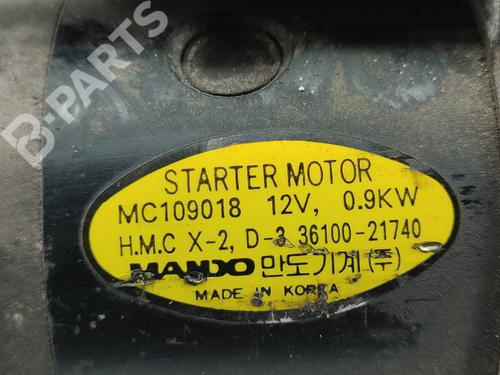 B-PARTS
STARTER MOTOR
MC109018 12V, 0.9KW
H.M.C X-2, D-3 36100-21740
MANDO 만도기계(주)
MADE IN KOREA